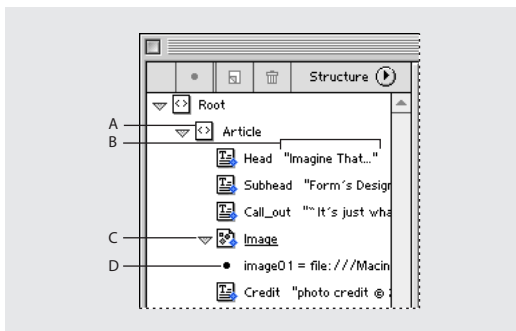 Structure
Root
A
Article
B
Head "Imagine That..."
Subhead "Form's Design
Call_out "~It's just wha
C
Image
D
image01 = file:///Macin
Credit "photo credit ©